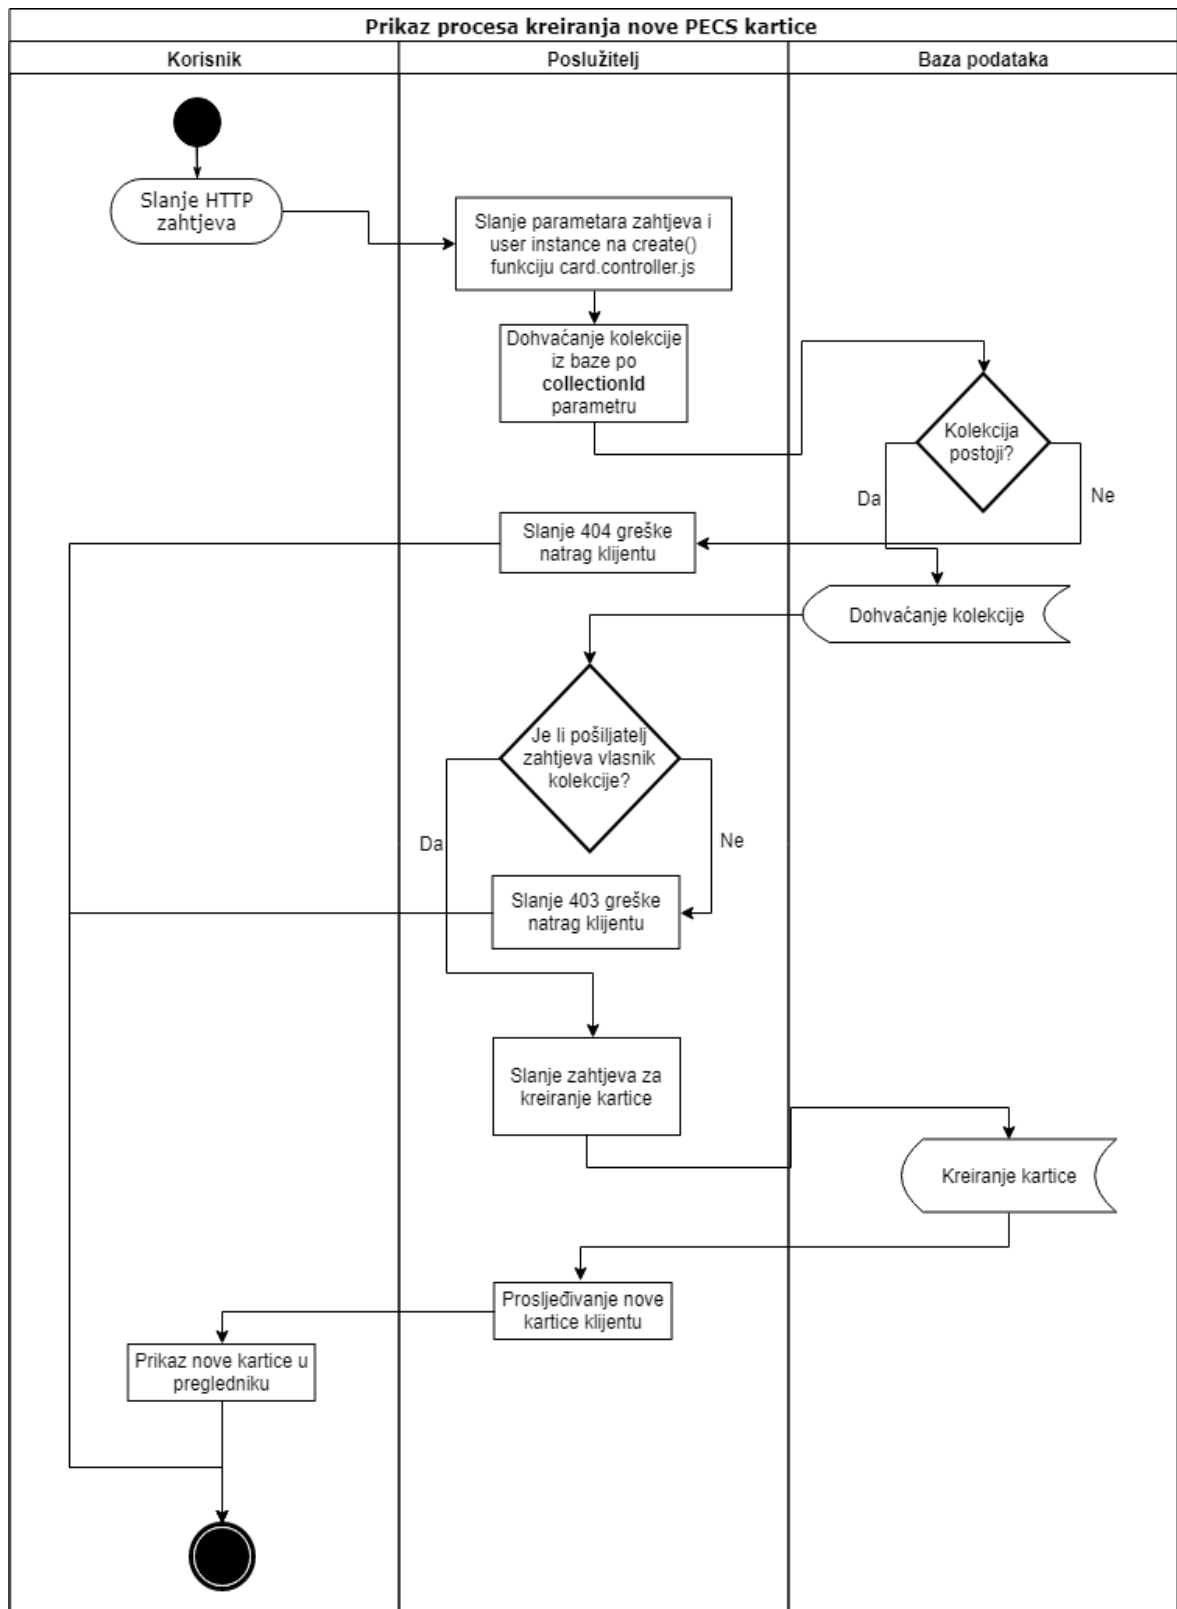 Prikaz procesa kreiranja nove PECS kartice
Korisnik
Poslužitelj
Baza podataka
Slanje HTTP
zahtjeva
Slanje parametara zahtjeva i
user instance na create()
funkciju card.controller.js
Dohvaćanje kolekcije
iz baze po
collectionId
parametru
Kolekcija
postoji?
Da
Ne
Slanje 404 greške
natrag klijentu
Dohvaćanje kolekcije
Je li pošiljatelj
zahtjeva vlasnik
kolekcije?
Da
Ne
Slanje 403 greške
natrag klijentu
Slanje zahtjeva za
kreiranje kartice
Kreiranje kartice
Prosljeđivanje nove
kartice klijentu
Prikaz nove kartice u
pregledniku